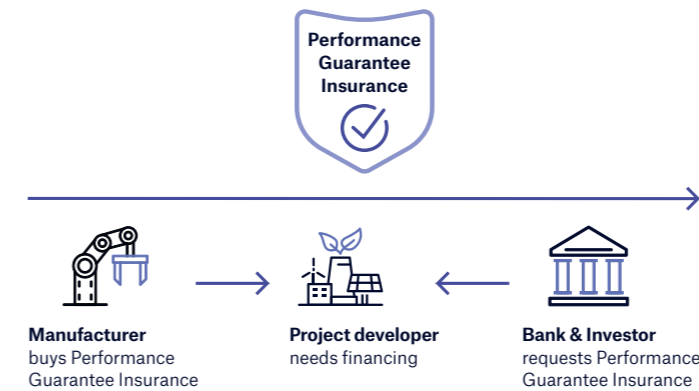 Performance
Guarantee
Insurance
Manufacturer
buys Performance
Guarantee Insurance
Project developer
needs financing
Bank & Investor
requests Performance
Guarantee Insurance